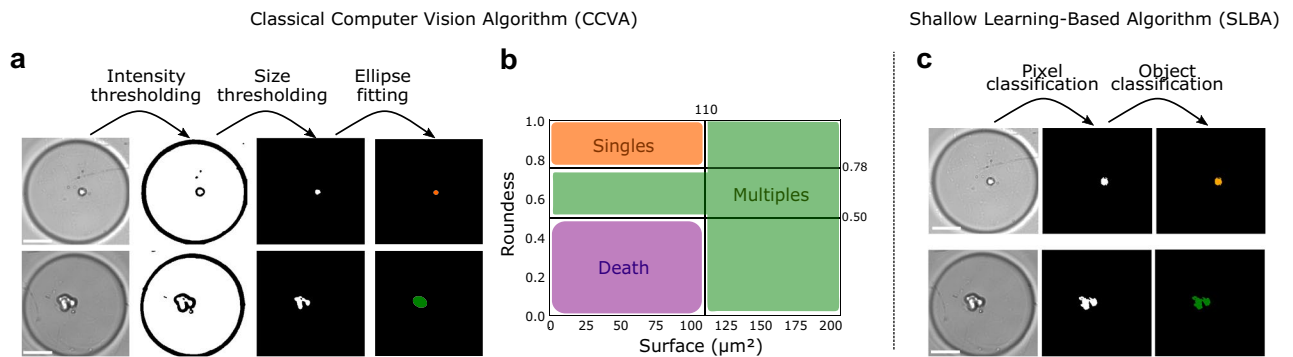 Classical Computer Vision Algorithm (CCVA)
Shallow Learning-Based Algorithm (SLBA)
a
Intensity
thresholding
Size
thresholding
Ellipse
fitting
b
110
1.0
0.8
0.6
0.4
0.2
0.0
Roundess
Singles
Multiples
Death
0.78
0.50
0 25 50 75 100 125 150 175 200
Surface (µm²)
c
Pixel
classification
Object
classification